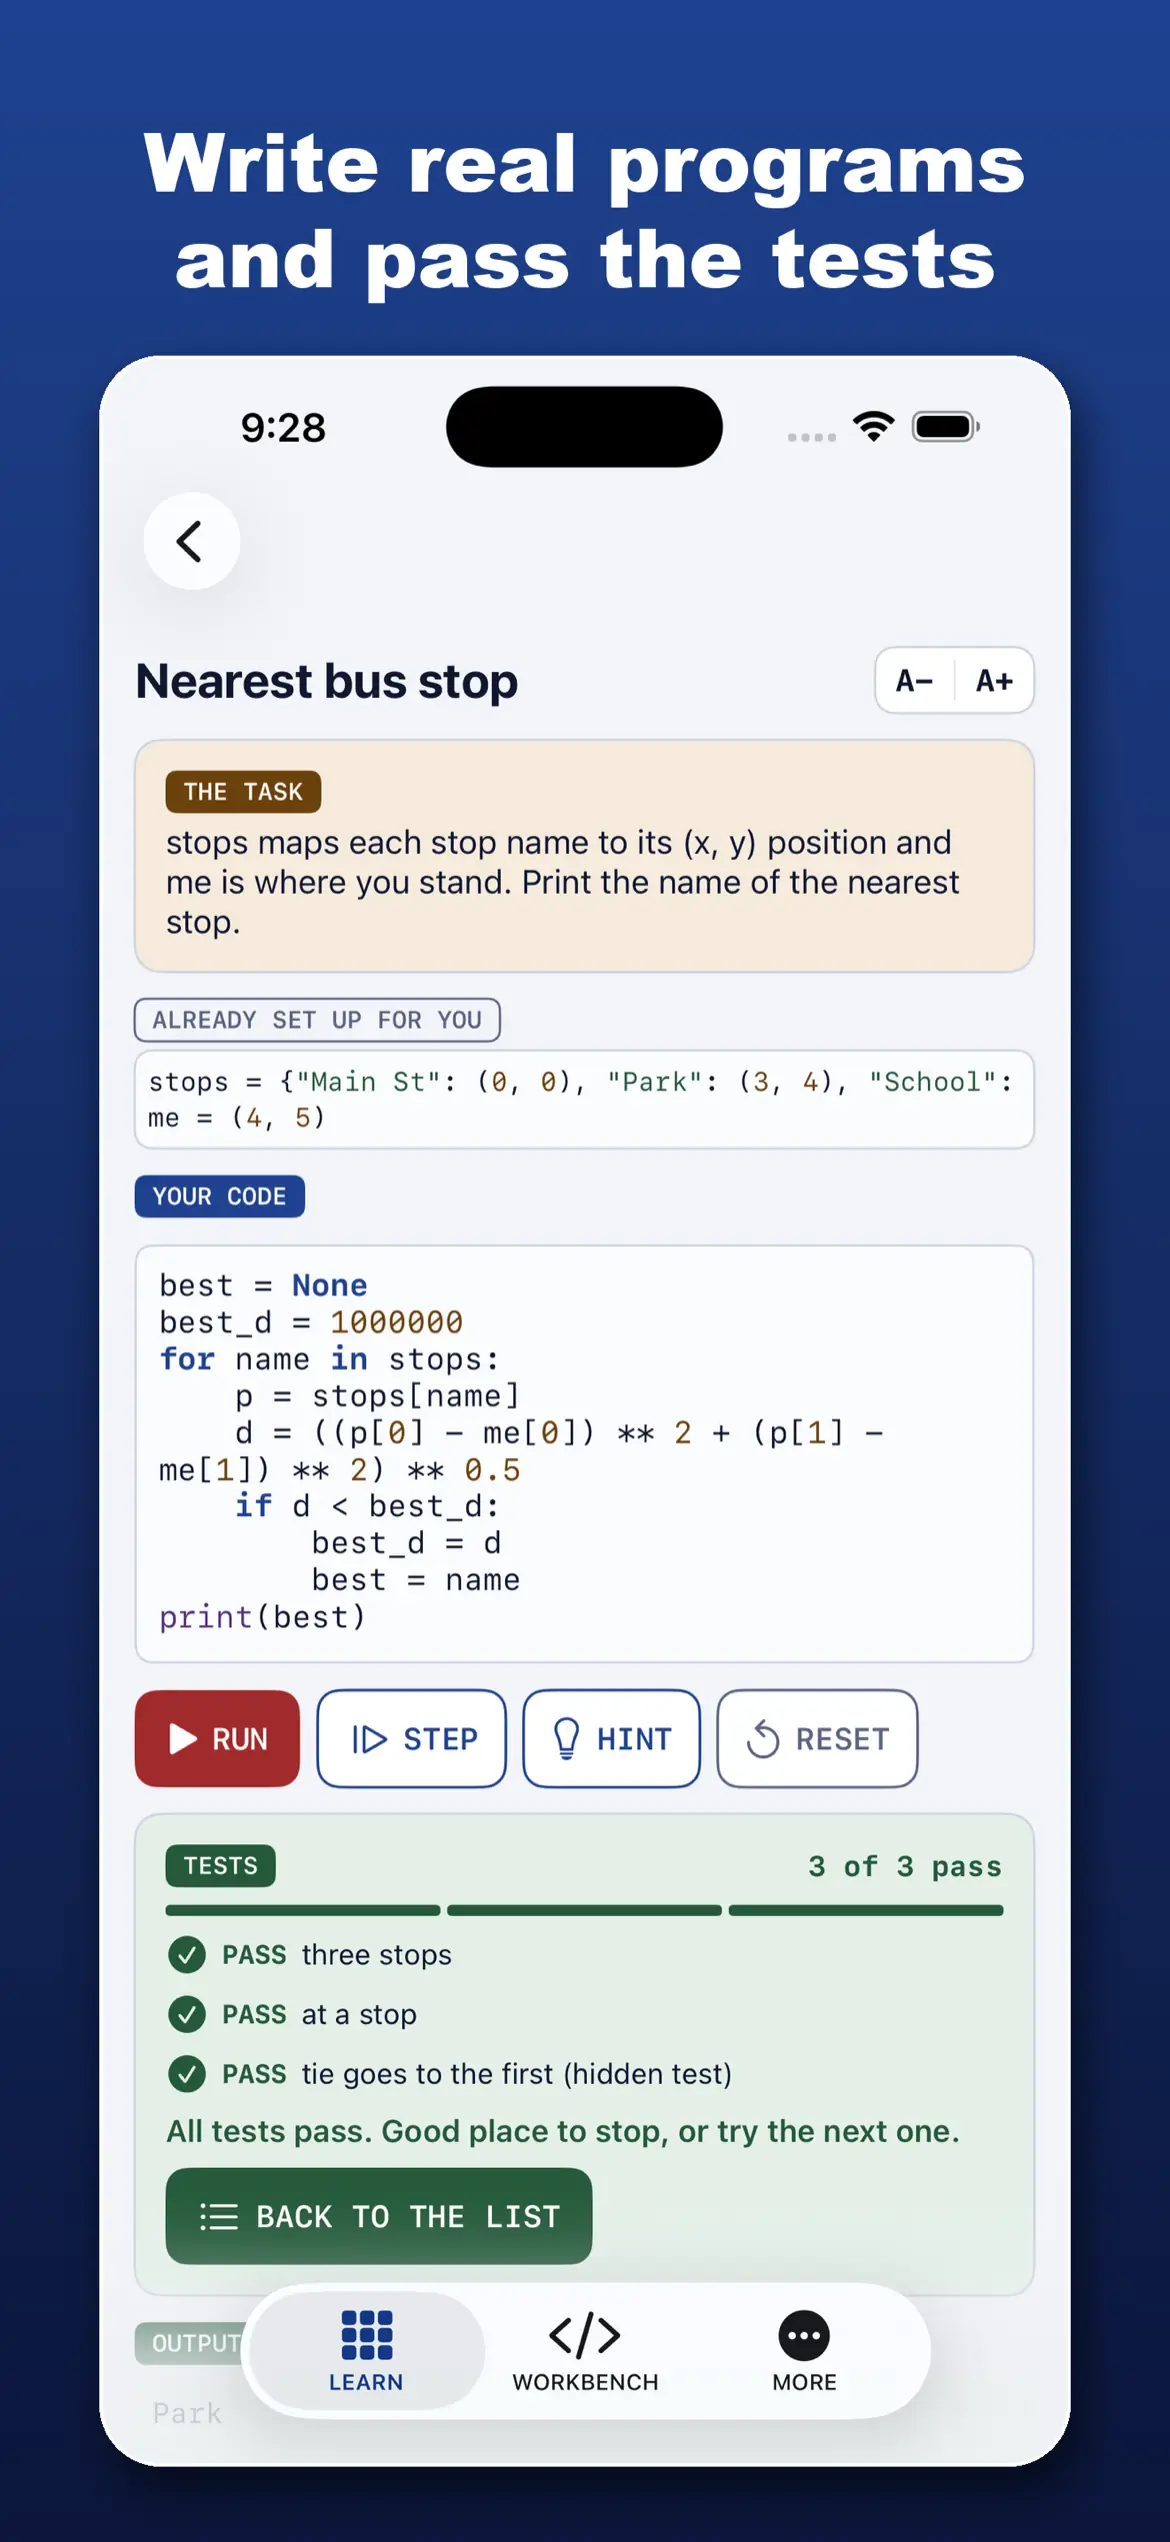 Write real programs
and pass the tests
9:28
Nearest bus stop
A− A+
THE TASK
stops maps each stop name to its (x, y) position and
me is where you stand. Print the name of the nearest
stop.
ALREADY SET UP FOR YOU
stops = {"Main St": (0, 0), "Park": (3, 4), "School":
me = (4, 5)
YOUR CODE
best = None
best_d = 1000000
for name in stops:
    p = stops[name]
    d = ((p[0] − me[0]) ** 2 + (p[1] −
me[1]) ** 2) ** 0.5
    if d < best_d:
        best_d = d
        best = name
print(best)
RUN STEP HINT RESET
TESTS 3 of 3 pass
PASS three stops
PASS at a stop
PASS tie goes to the first (hidden test)
All tests pass. Good place to stop, or try the next one.
BACK TO THE LIST
OUTPUT
Park
LEARN WORKBENCH MORE